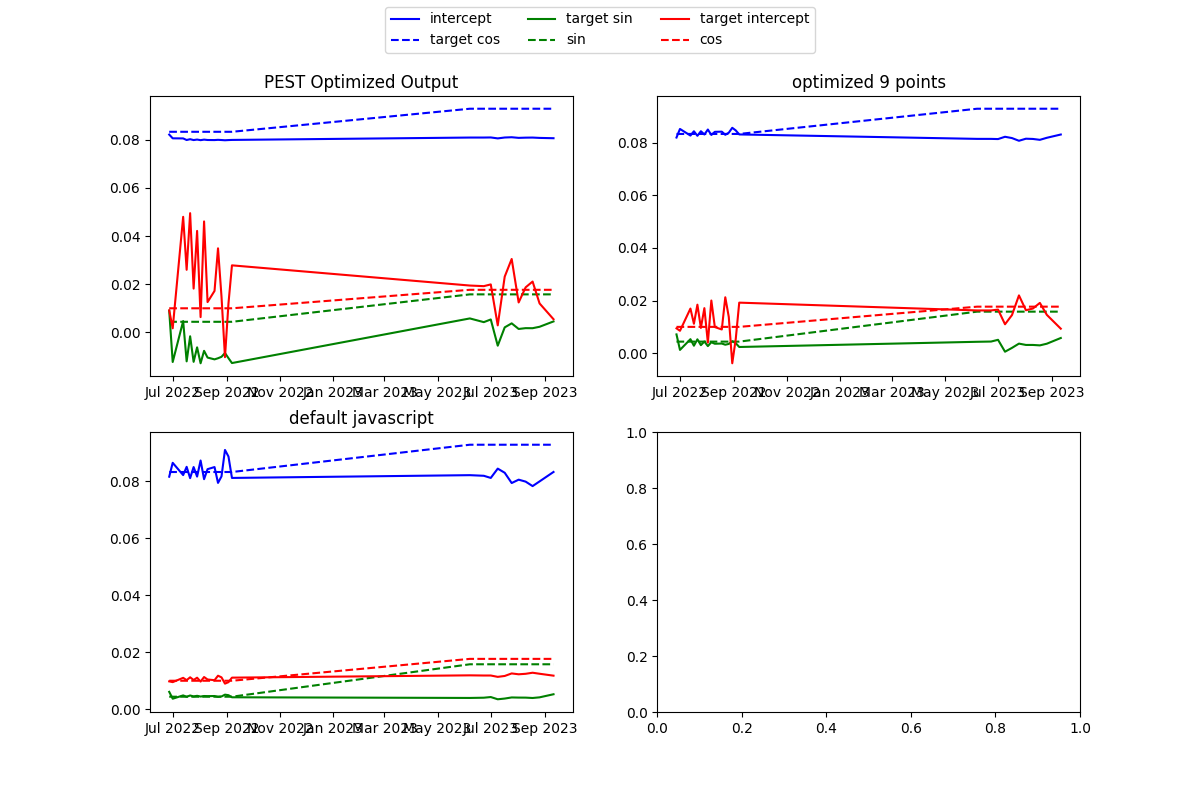 intercept target sin target intercept
target cos sin cos
PEST Optimized Output
0.08
0.06
0.04
0.02
0.00
Jul 2022 Sep 2022 Nov 2022 Jan 2023 Mar 2023 May 2023 Jul 2023 Sep 2023
optimized 9 points
0.08
0.06
0.04
0.02
0.00
Jul 2022 Sep 2022 Nov 2022 Jan 2023 Mar 2023 May 2023 Jul 2023 Sep 2023
default javascript
0.08
0.06
0.04
0.02
0.00
Jul 2022 Sep 2022 Nov 2022 Jan 2023 Mar 2023 May 2023 Jul 2023 Sep 2023
1.0
0.8
0.6
0.4
0.2
0.0
0.0 0.2 0.4 0.6 0.8 1.0